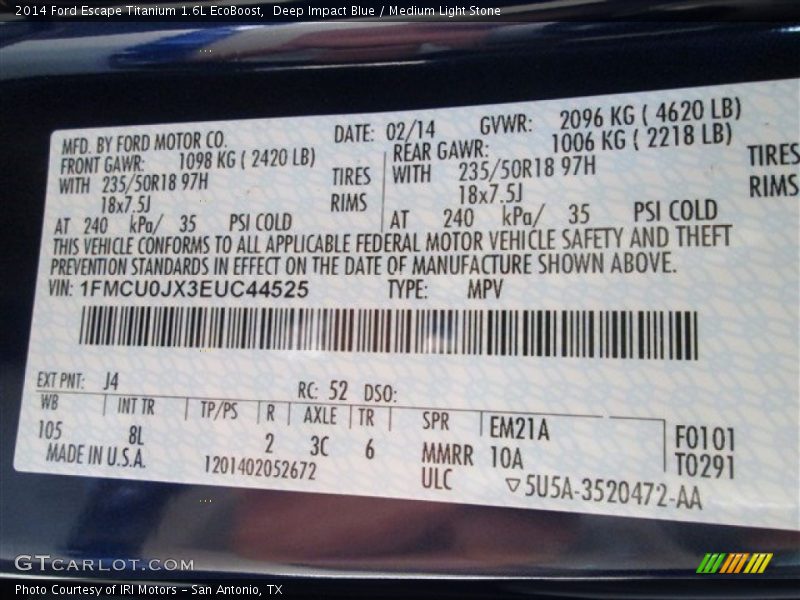 2014 Ford Escape Titanium 1.6L EcoBoost,  Deep Impact Blue / Medium Light Stone
MFD. BY FORD MOTOR CO. DATE: 02/14 GVWR: 2096 KG ( 4620 LB)
FRONT GAWR: 1098 KG ( 2420 LB) REAR GAWR: 1006 KG ( 2218 LB)
WITH 235/50R18 97H TIRES WITH 235/50R18 97H TIRES
18x7.5J RIMS 18x7.5J RIMS
AT 240 kPa/ 35 PSI COLD AT 240 kPa/ 35 PSI COLD
THIS VEHICLE CONFORMS TO ALL APPLICABLE FEDERAL MOTOR VEHICLE SAFETY AND THEFT
PREVENTION STANDARDS IN EFFECT ON THE DATE OF MANUFACTURE SHOWN ABOVE.
VIN: 1FMCU0JX3EUC44525 TYPE: MPV
EXT PNT: J4 RC: 52 DSO:
WB INT TR TP/PS R AXLE TR SPR EM21A F0101
105 8L 2 3C 6 MMRR 10A T0291
MADE IN U.S.A. 1201402052672 ULC ▽5U5A-3520472-AA
GTCARLOT.COM
Photo Courtesy of IRI Motors - San Antonio, TX